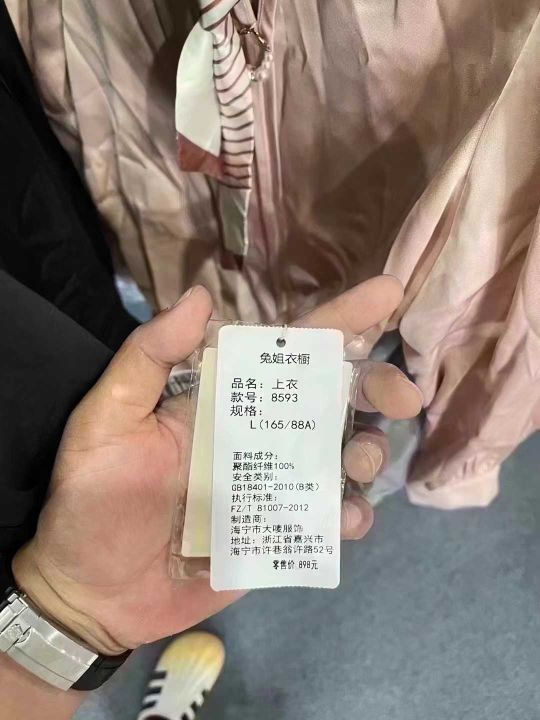 兔姐衣橱
品名：上衣
款号：8593
规格：
L(165/88A)
面料成分：
聚酯纤维100%
安全类别：
GB18401-2010(B类)
执行标准：
FZ/T 81007-2012
制造商：
海宁市大唛服饰
地址：浙江省嘉兴市
海宁市许巷翁许路52号
零售价 898元